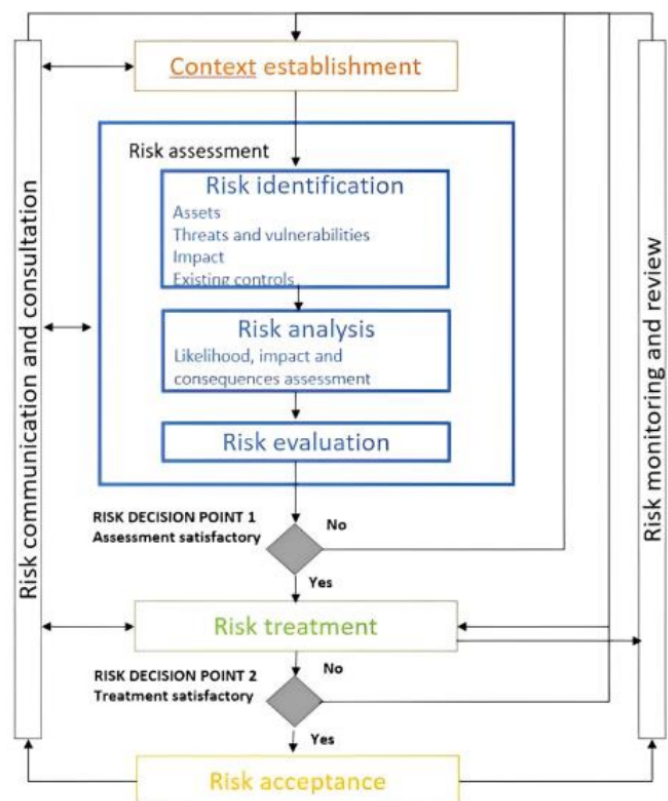 Context establishment
Risk assessment
Risk identification
Assets
Threats and vulnerabilities
Impact
Existing controls
Risk analysis
Likelihood, impact and
consequences assessment
Risk evaluation
RISK DECISION POINT 1
Assessment satisfactory
No
Yes
Risk treatment
RISK DECISION POINT 2
Treatment satisfactory
No
Yes
Risk acceptance
Risk communication and consultation
Risk monitoring and review